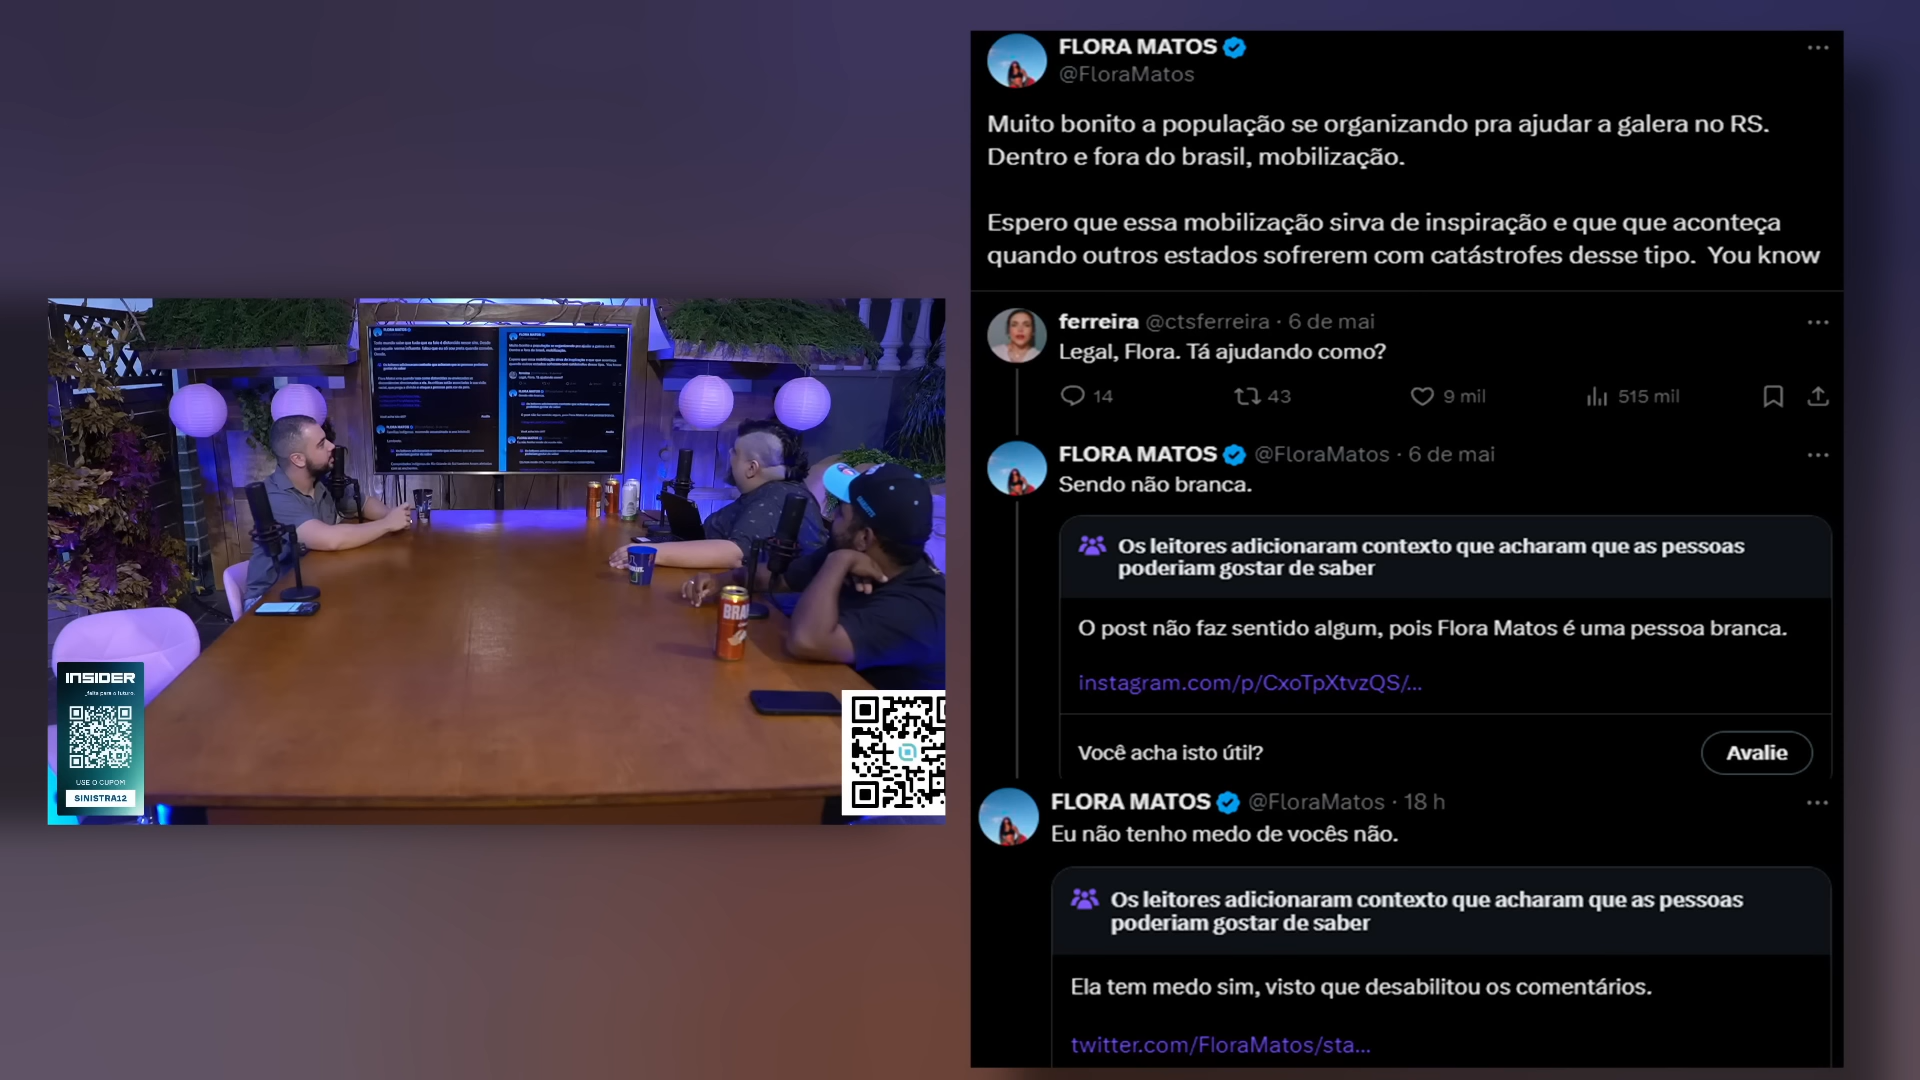 FLORA MATOS
@FloraMatos
Muito bonito a população se organizando pra ajudar a galera no RS.
Dentro e fora do brasil, mobilização.
Espero que essa mobilização sirva de inspiração e que que aconteça
quando outros estados sofrerem com catástrofes desse tipo. You know
ferreira @ctsferreira · 6 de mai
Legal, Flora. Tá ajudando como?
14 43 9 mil 515 mil
FLORA MATOS @FloraMatos · 6 de mai
Sendo não branca.
Os leitores adicionaram contexto que acharam que as pessoas
poderiam gostar de saber
O post não faz sentido algum, pois Flora Matos é uma pessoa branca.
instagram.com/p/CxoTpXtvzQS/...
Você acha isto útil?
Avalie
FLORA MATOS @FloraMatos · 18 h
Eu não tenho medo de vocês não.
Os leitores adicionaram contexto que acharam que as pessoas
poderiam gostar de saber
Ela tem medo sim, visto que desabilitou os comentários.
twitter.com/FloraMatos/sta...
INSIDER
_feita para o futuro.
USE O CUPOM
SINISTRA12
BRA